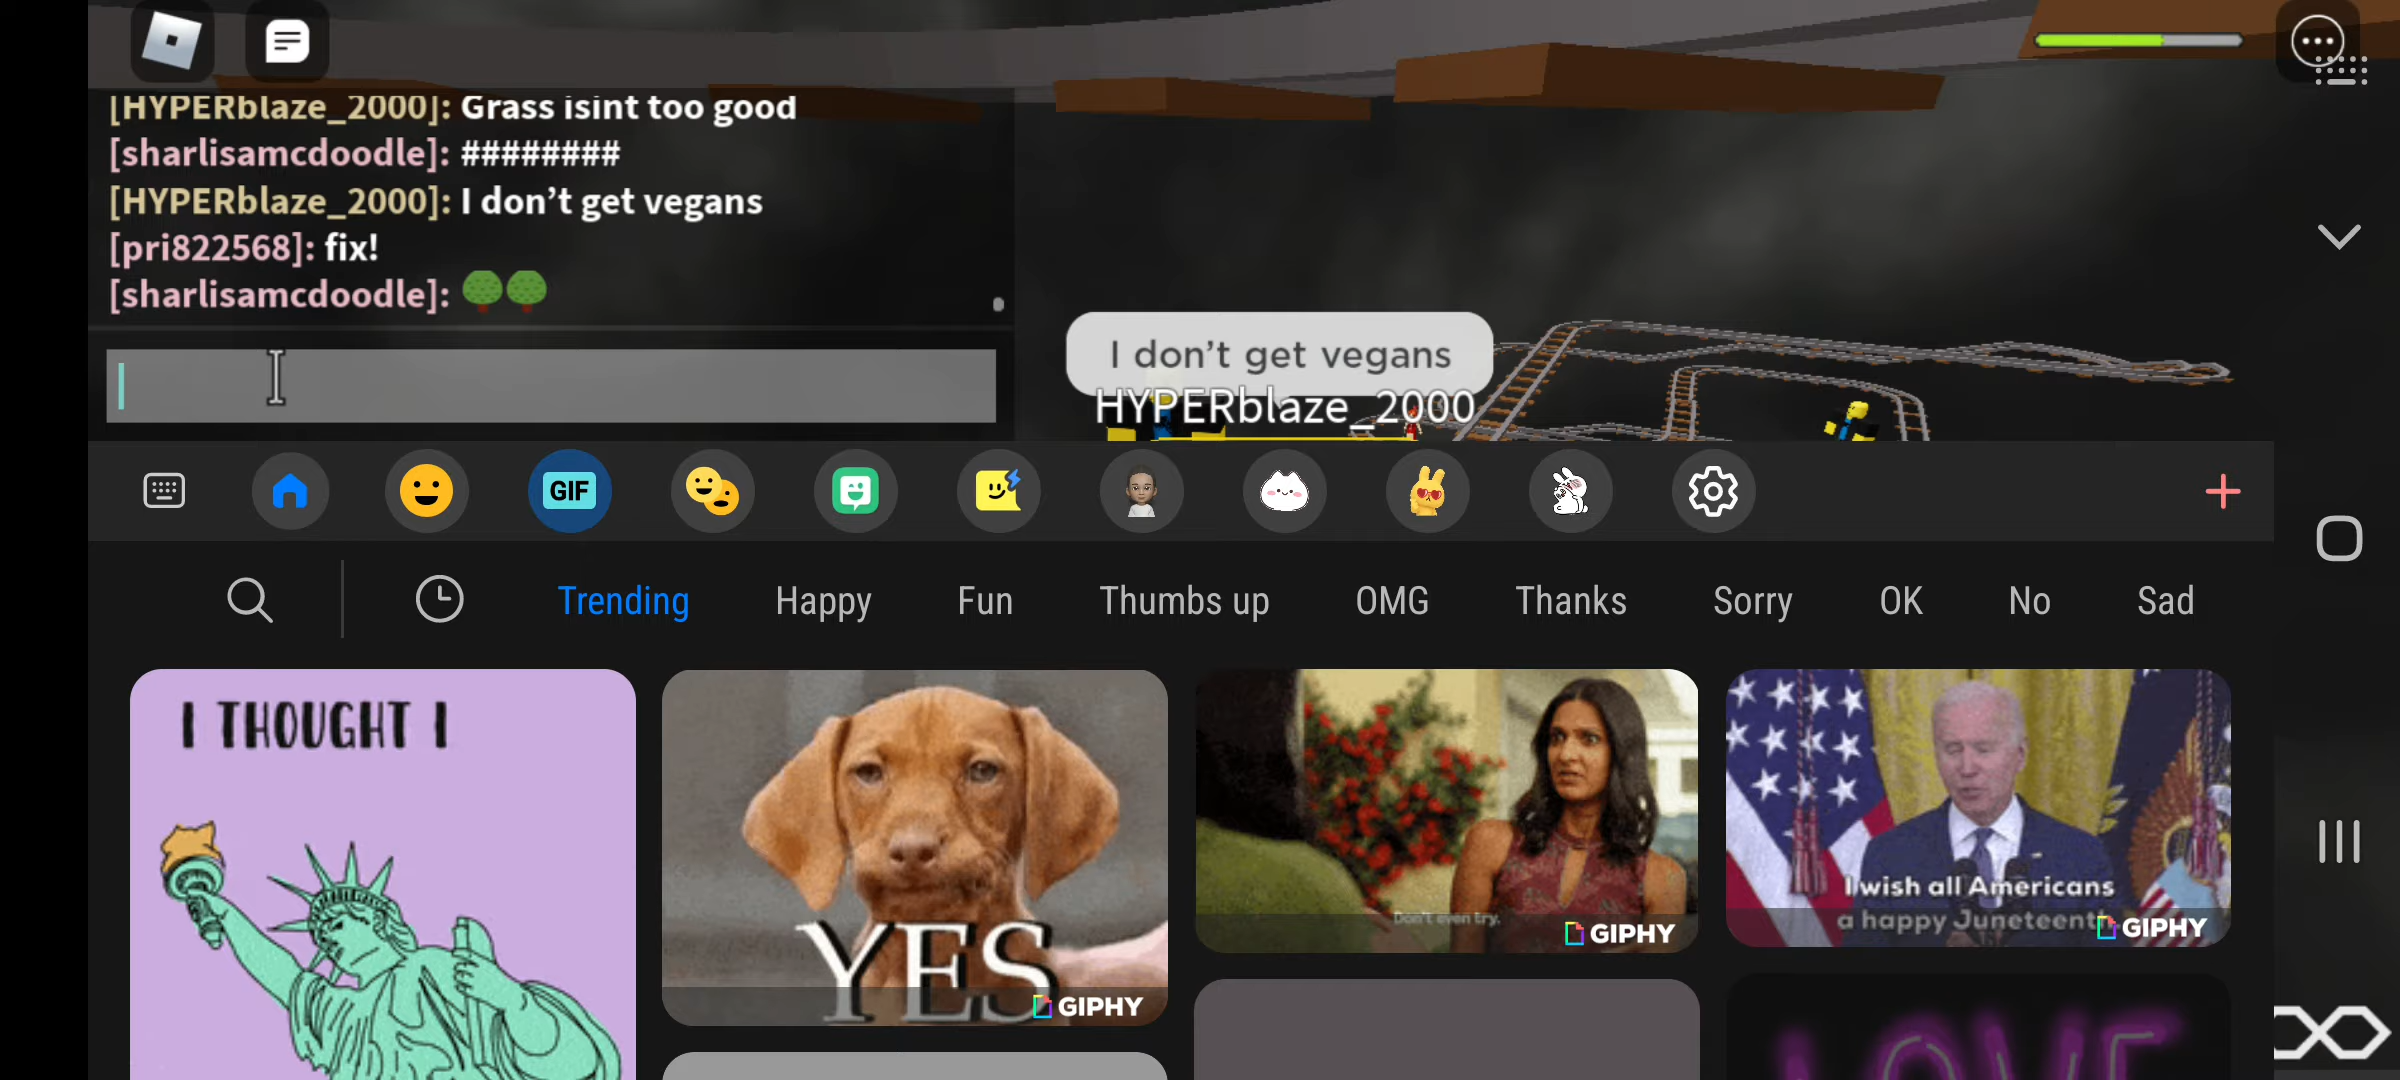 [HYPERblaze_2000]: Grass isint too good
[sharlisamcdoodle]: ########
[HYPERblaze_2000]: I don't get vegans
[pri822568]: fix!
[sharlisamcdoodle]: 🌳🌳
I don't get vegans
HYPERblaze_2000
GIF
Trending Happy Fun Thumbs up OMG Thanks Sorry OK No Sad
I THOUGHT I
YES
GIPHY
Don't even try.
GIPHY
I wish all Americans
a happy Juneteenth
GIPHY
LOVE